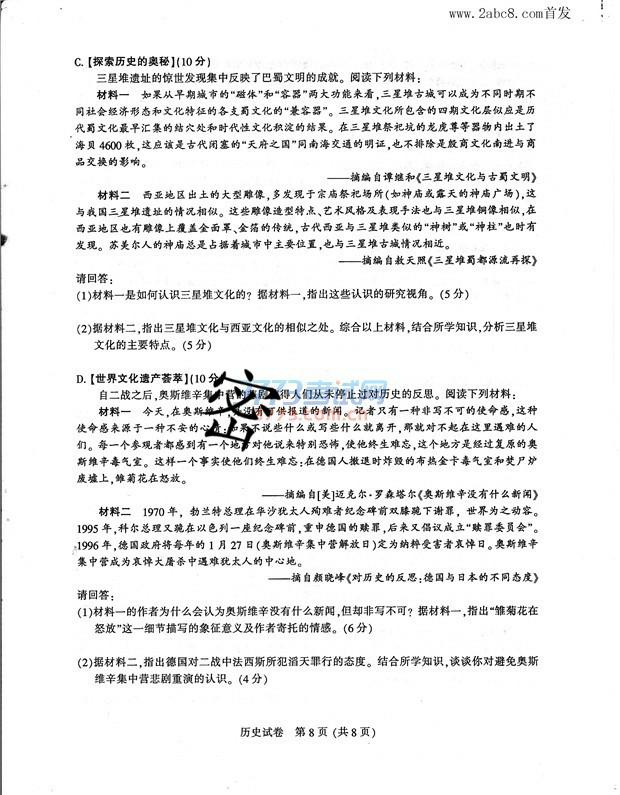 www.2abc8.com首发
C.【探索历史的奥秘】(10分)
三星堆遗址的惊世发现集中反映了巴蜀文明的成就。阅读下列材料:
材料一 如果从早期城市的“磁体”和“容器”两大功能来看,三星堆古城可以成为不同时期不
同社会经济形态和文化特征的各支蜀文化的“兼容器”。三星堆文化所包含的四期文化层似应是历
代蜀文化最早汇集的结穴处和时代性文化积淀的结果。在三星堆祭祀坑的龙虎尊等器物内出土了
海贝4600枚,这应该是古代闭塞的“天府之国”同南海交通的明证,也不排除是殷商文化南进与商
品交换的影响。
——摘编自谭继和《三星堆文化与古蜀文明》
材料二 西亚地区出土的大型雕像,多发现于宗庙祭祀场所(如神庙或露天的神庙广场),这
与我国三星堆遗址的情况相似。这些雕像造型特点、艺术风格及表现手法也与三星堆铜像相似,在
西亚地区也有雕像上覆盖金面罩、金箔的传统,古代西亚与三星堆类似的“神树”或“神柱”也时有
发现。苏美尔人的神庙总是占据着城市中主要位置,也与三星堆古城情况相近。
——摘编自敖天照《三星堆蜀都源流再探》
请回答:
(1)材料一是如何认识三星堆文化的?据材料一,指出这些认识的研究视角。(5分)
(2)据材料二,指出三星堆文化与西亚文化的相似之处。综合以上材料,结合所学知识,分析三星堆
文化的主要特点。(5分)
D.【世界文化遗产荟萃】(10分)
自二战之后,奥斯维辛集中营的悲剧使得人们从未停止过对历史的反思。阅读下列材料:
材料一 今天,在奥斯维辛,并没有可供报道的新闻。记者只有一种非写不可的使命感,这种
使命感来源于一种不安的心情:如果不说些什么或写些什么就离开,那就对不起在这里遇难的人
们。每一个参观者都感到有一个地方对他说来特别恐怖,使他终生难忘,这个地方是经过复原的奥
斯维辛毒气室。这样一个事实使他们终生难忘:在德国人撤退时炸毁的布热金卡毒气室和焚尸炉
废墟上,雏菊花在怒放。
——摘编自[美]迈克尔·罗森塔尔《奥斯维辛没有什么新闻》
材料二 1970年,勃兰特总理在华沙犹太人殉难者纪念碑前双膝跪下谢罪,世界为之动容。
1995年,科尔总理又跪在以色列一座纪念碑前,重申德国的赎罪,后来又倡议成立“赎罪委员会”。
1996年,德国政府将每年的1月27日(奥斯维辛集中营解放日)定为纳粹受害者哀悼日。奥斯维辛
集中营成为哀悼大屠杀中遇难犹太人的中心地。
——摘自颜晓峰《对历史的反思:德国与日本的不同态度》
请回答:
(1)材料一的作者为什么会认为奥斯维辛没有什么新闻,但却非写不可?据材料一,指出“雏菊花在
怒放”这一细节描写的象征意义及作者寄托的情感。(6分)
(2)据材料二,指出德国对二战中法西斯所犯滔天罪行的态度。结合所学知识,谈谈你对避免奥斯
维辛集中营悲剧重演的认识。(4分)
历史试卷 第8页(共8页)